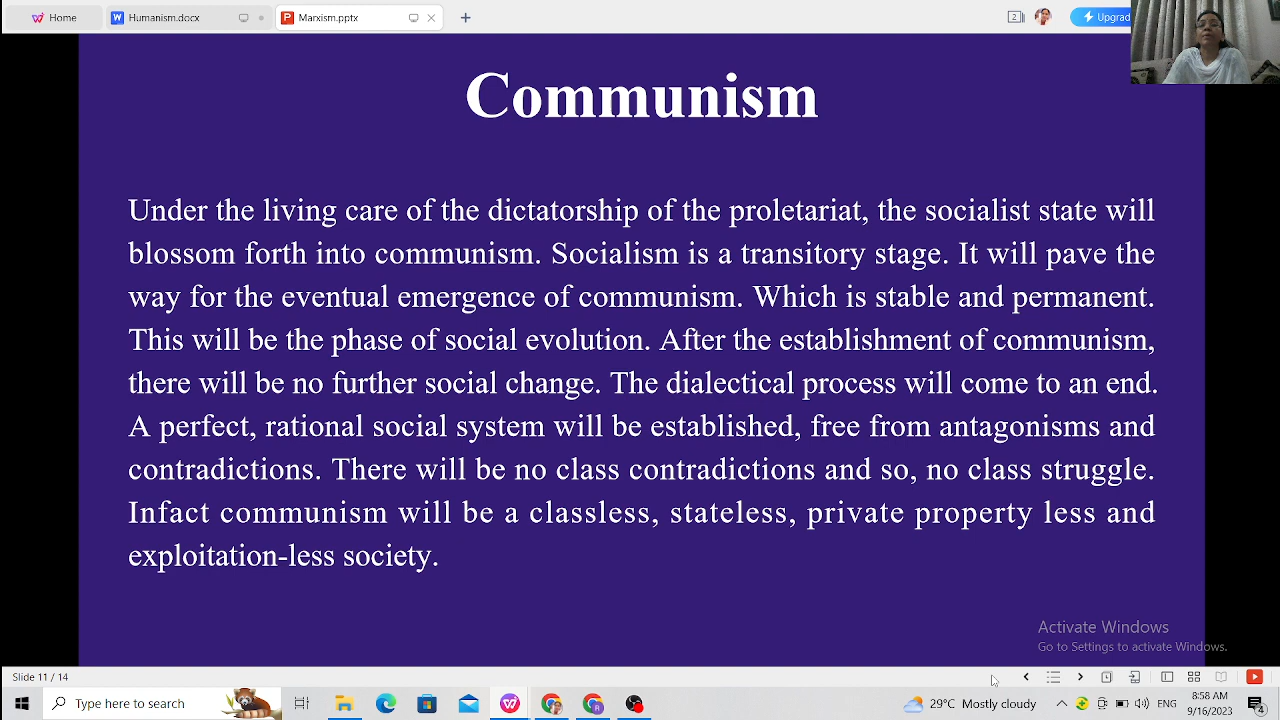 Home
Humanism.docx
Marxism.pptx
2
Upgrad
Communism
Under the living care of the dictatorship of the proletariat, the socialist state will
blossom forth into communism. Socialism is a transitory stage. It will pave the
way for the eventual emergence of communism. Which is stable and permanent.
This will be the phase of social evolution. After the establishment of communism,
there will be no further social change. The dialectical process will come to an end.
A perfect, rational social system will be established, free from antagonisms and
contradictions. There will be no class contradictions and so, no class struggle.
Infact communism will be a classless, stateless, private property less and
exploitation-less society.
Activate Windows
Go to Settings to activate Windows.
Slide 11 / 14
Type here to search
29°C Mostly cloudy
8:58 AM
9/16/2023
4